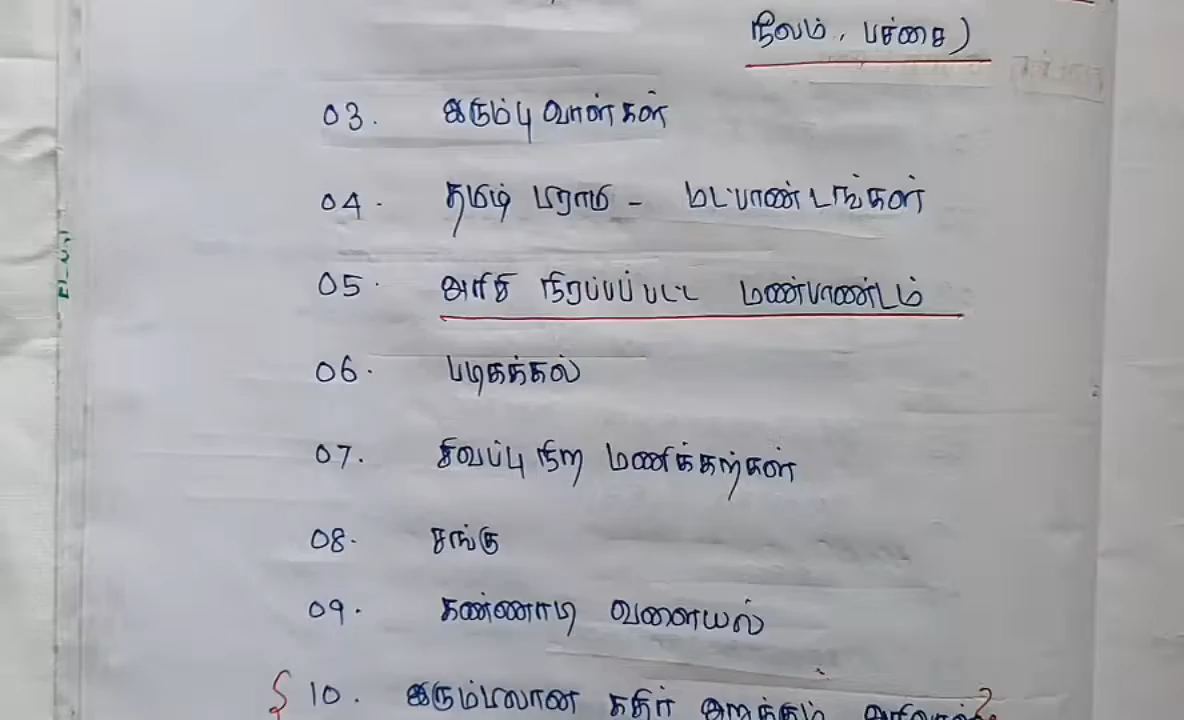 நீலம், பச்சை)
03. இரும்பு வாள்கள்
04. தமிழ் பிராமி - மட்பாண்டங்கள்
05. அரிசி நிரப்பப்பட்ட மண்பாண்டம்
06. படிகக்கல்
07. சிவப்பு நிற மணிக்கற்கள்
08. சங்கு
09. கண்ணாடி வளையல்
10. இரும்பிலான கதிர் அறுக்கும்